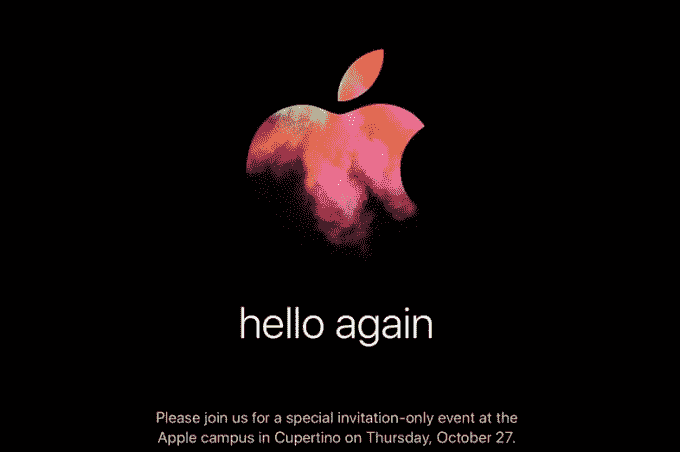 hello again
Please join us for a special invitation-only event at the
Apple campus in Cupertino on Thursday, October 27.